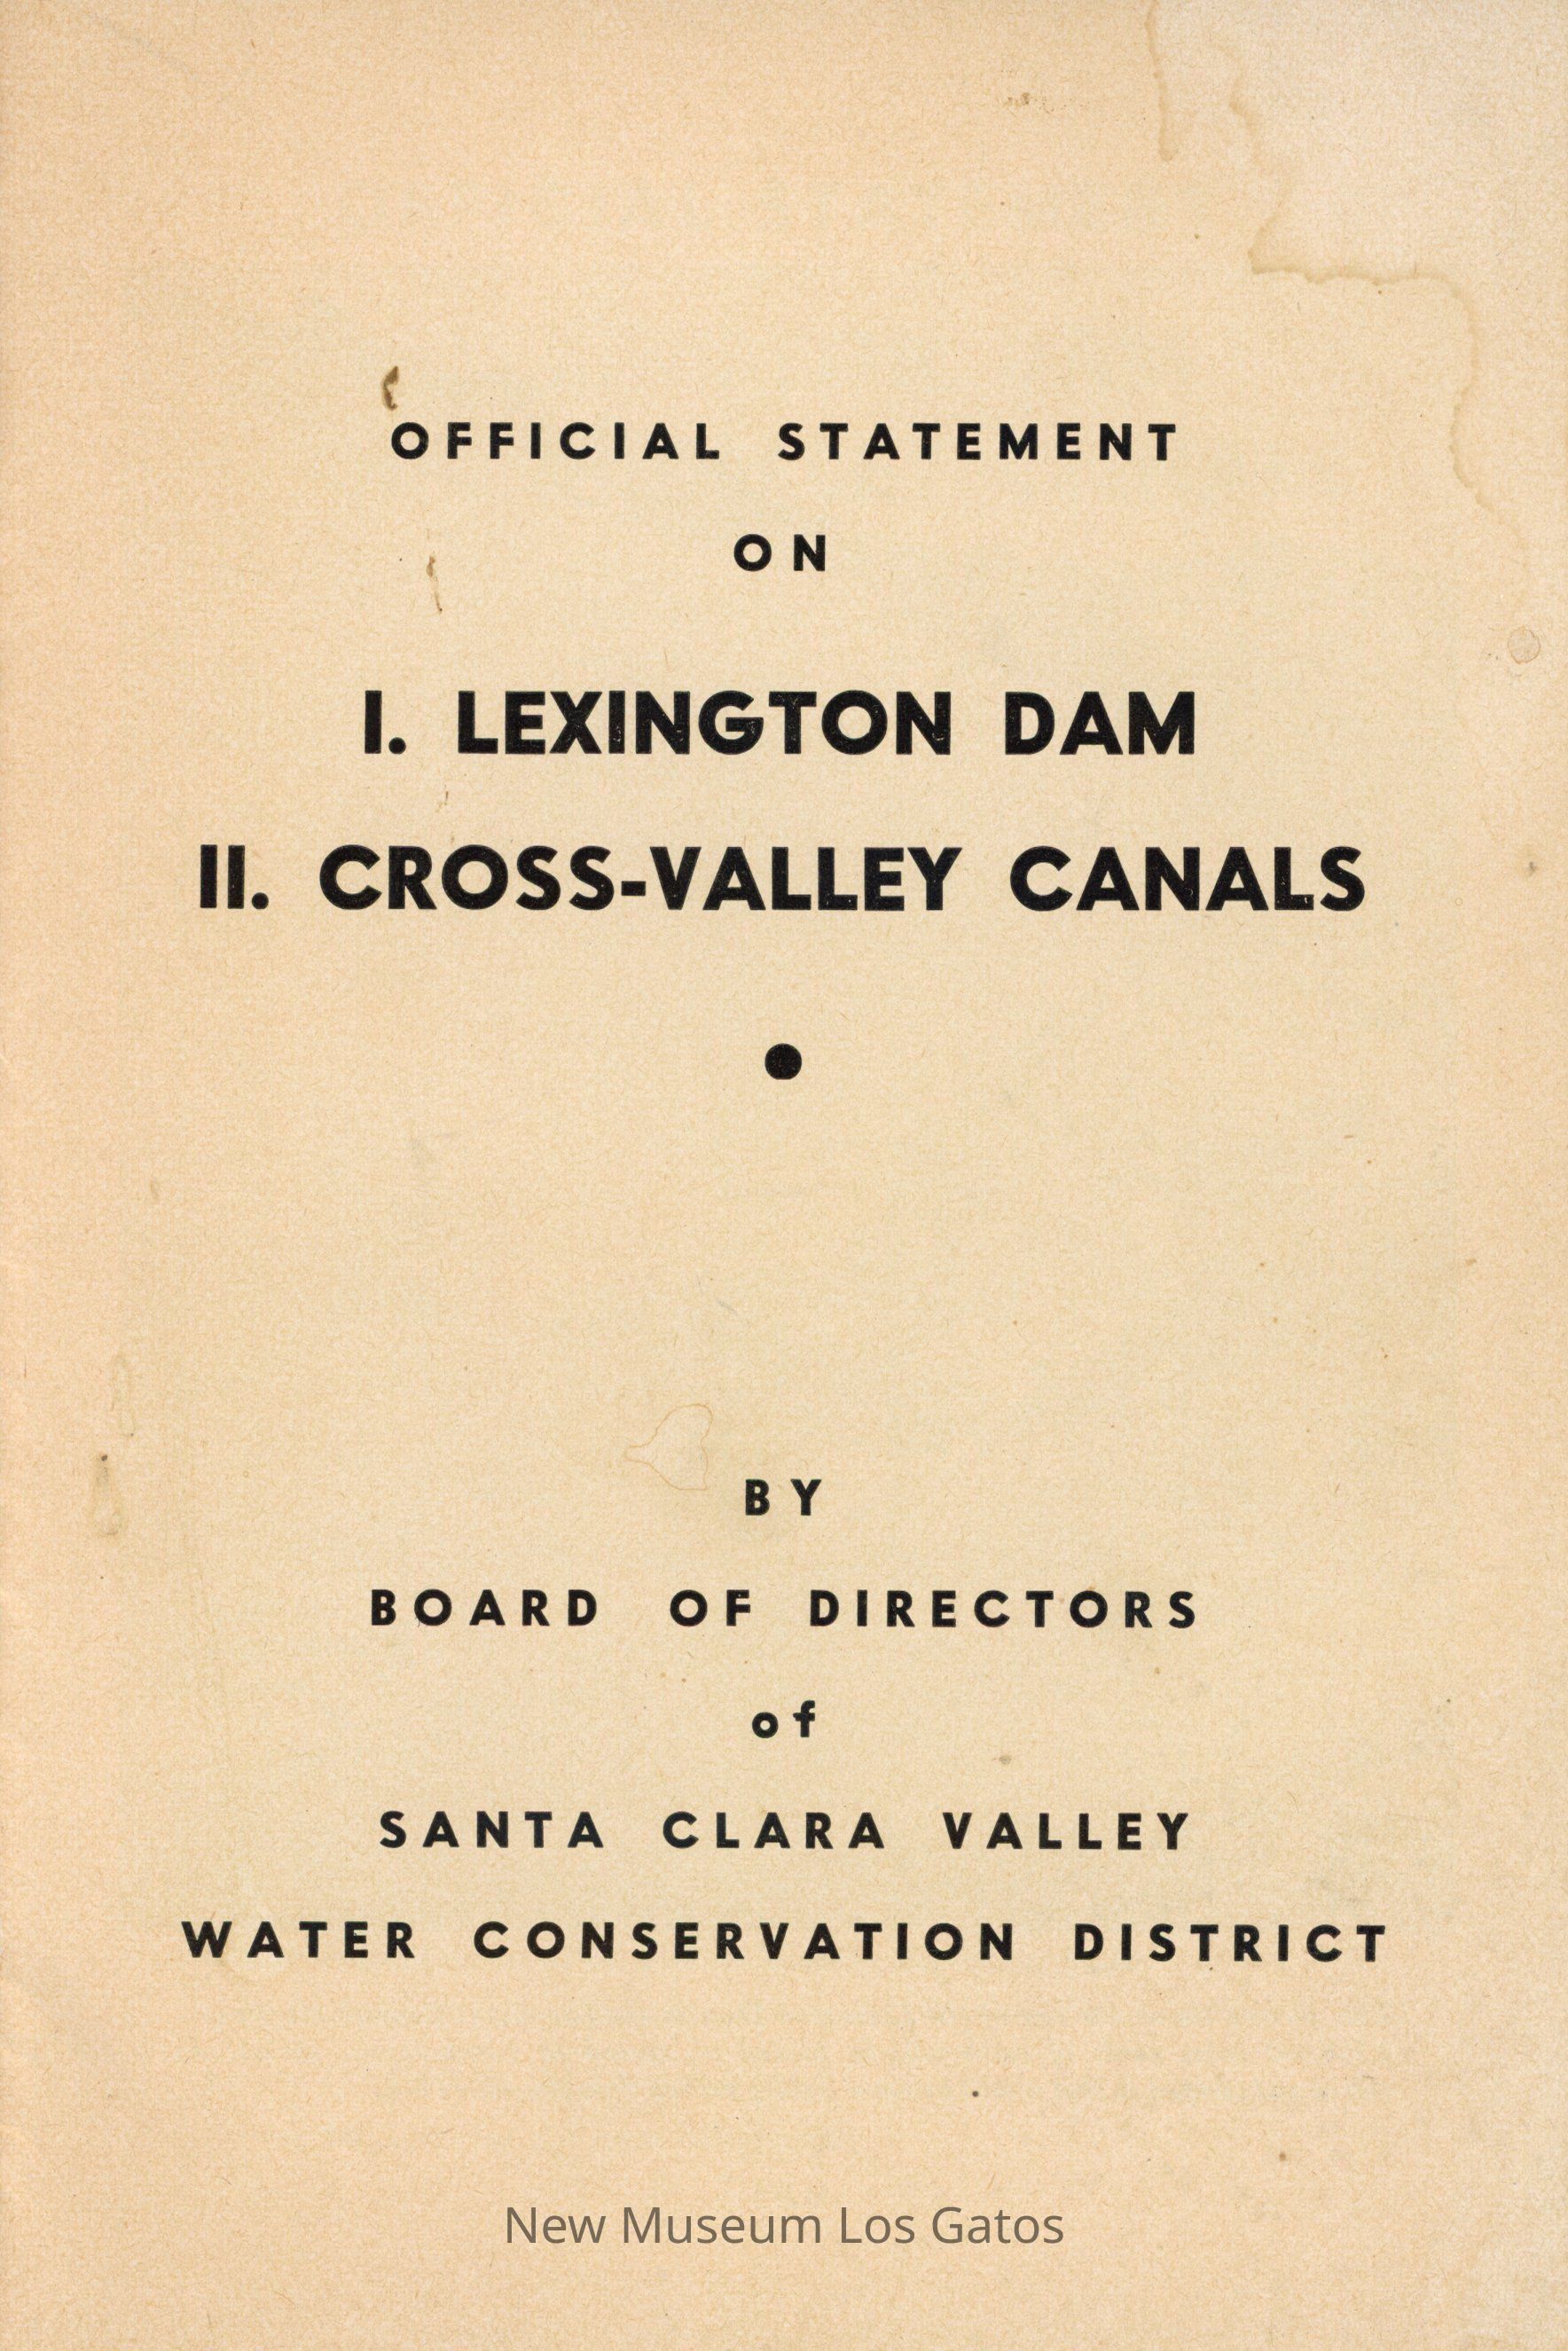 OFFICIAL STATEMENT
ON
I. LEXINGTON DAM
II. CROSS-VALLEY CANALS
BY
BOARD OF DIRECTORS
of
SANTA CLARA VALLEY
WATER CONSERVATION DISTRICT
New Museum Los Gatos